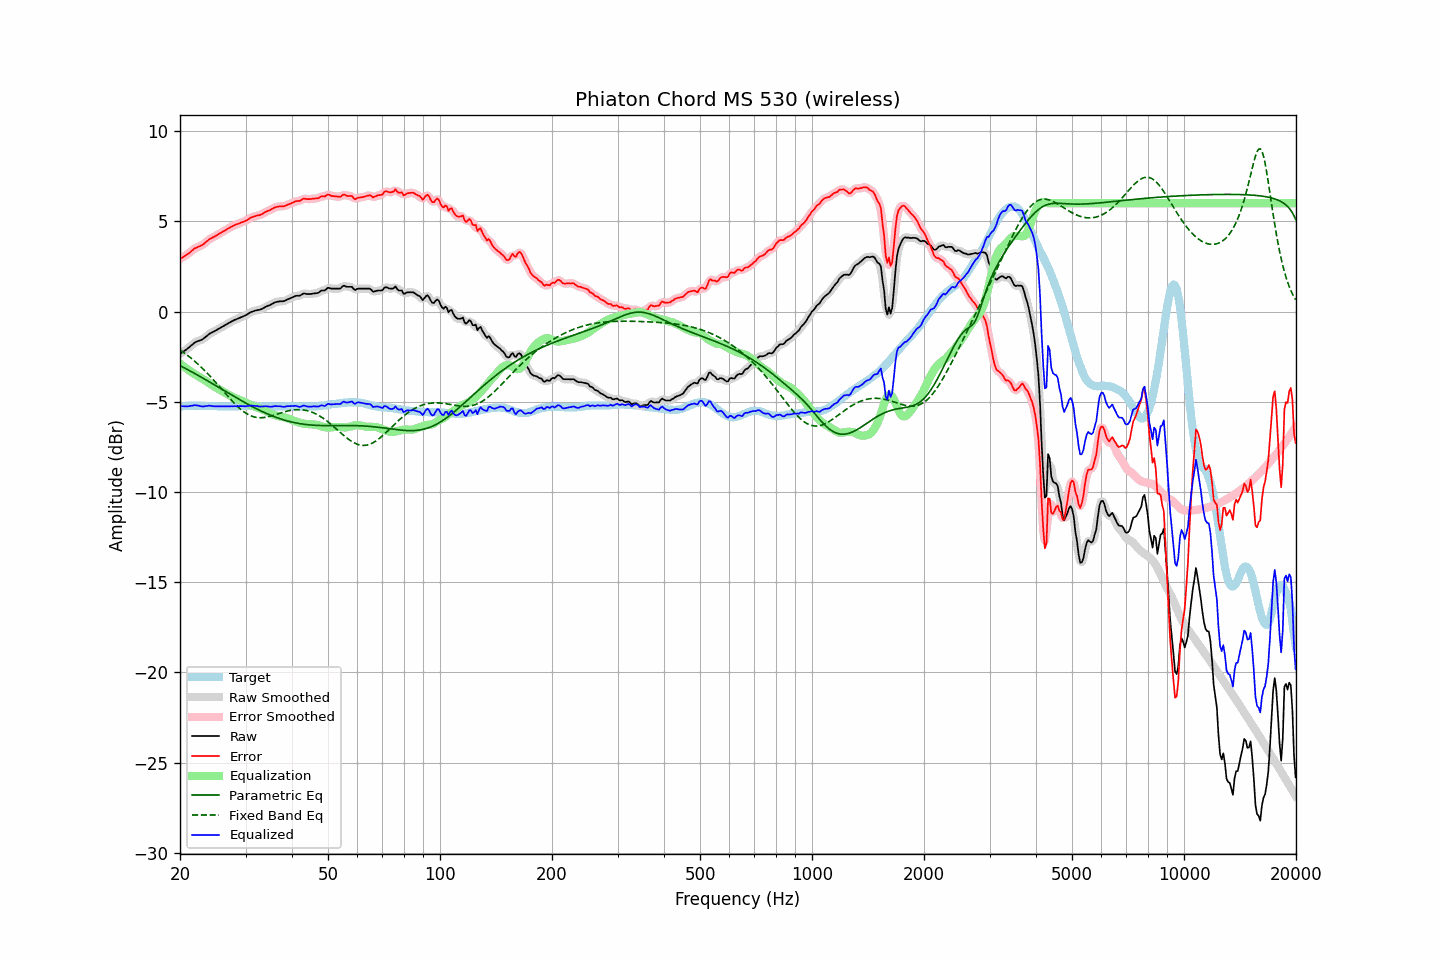 Phiaton Chord MS 530 (wireless)
Amplitude (dBr)
10
5
0
−5
−10
−15
−20
−25
−30
Target
Raw Smoothed
Error Smoothed
Raw
Error
Equalization
Parametric Eq
Fixed Band Eq
Equalized
20 50 100 200 500 1000 2000 5000 10000 20000
Frequency (Hz)